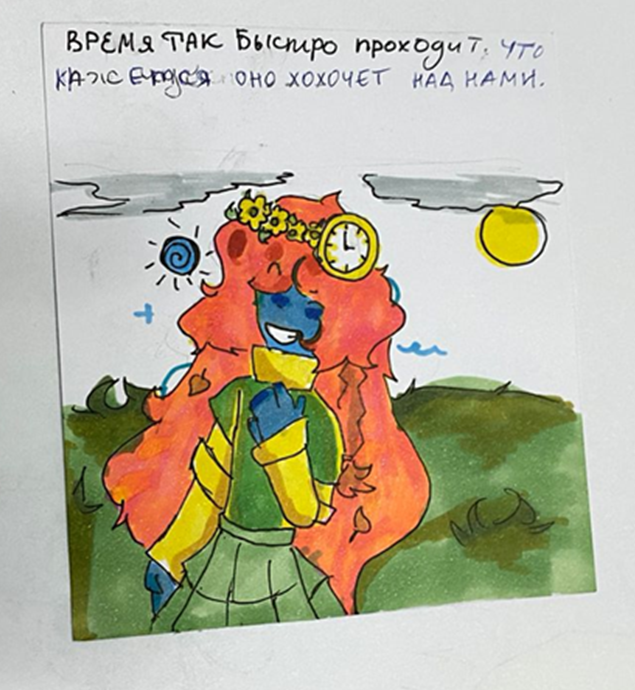 ВРЕМЯ ТАК Быстро проходит, что
кажется оно хохочет над нами.